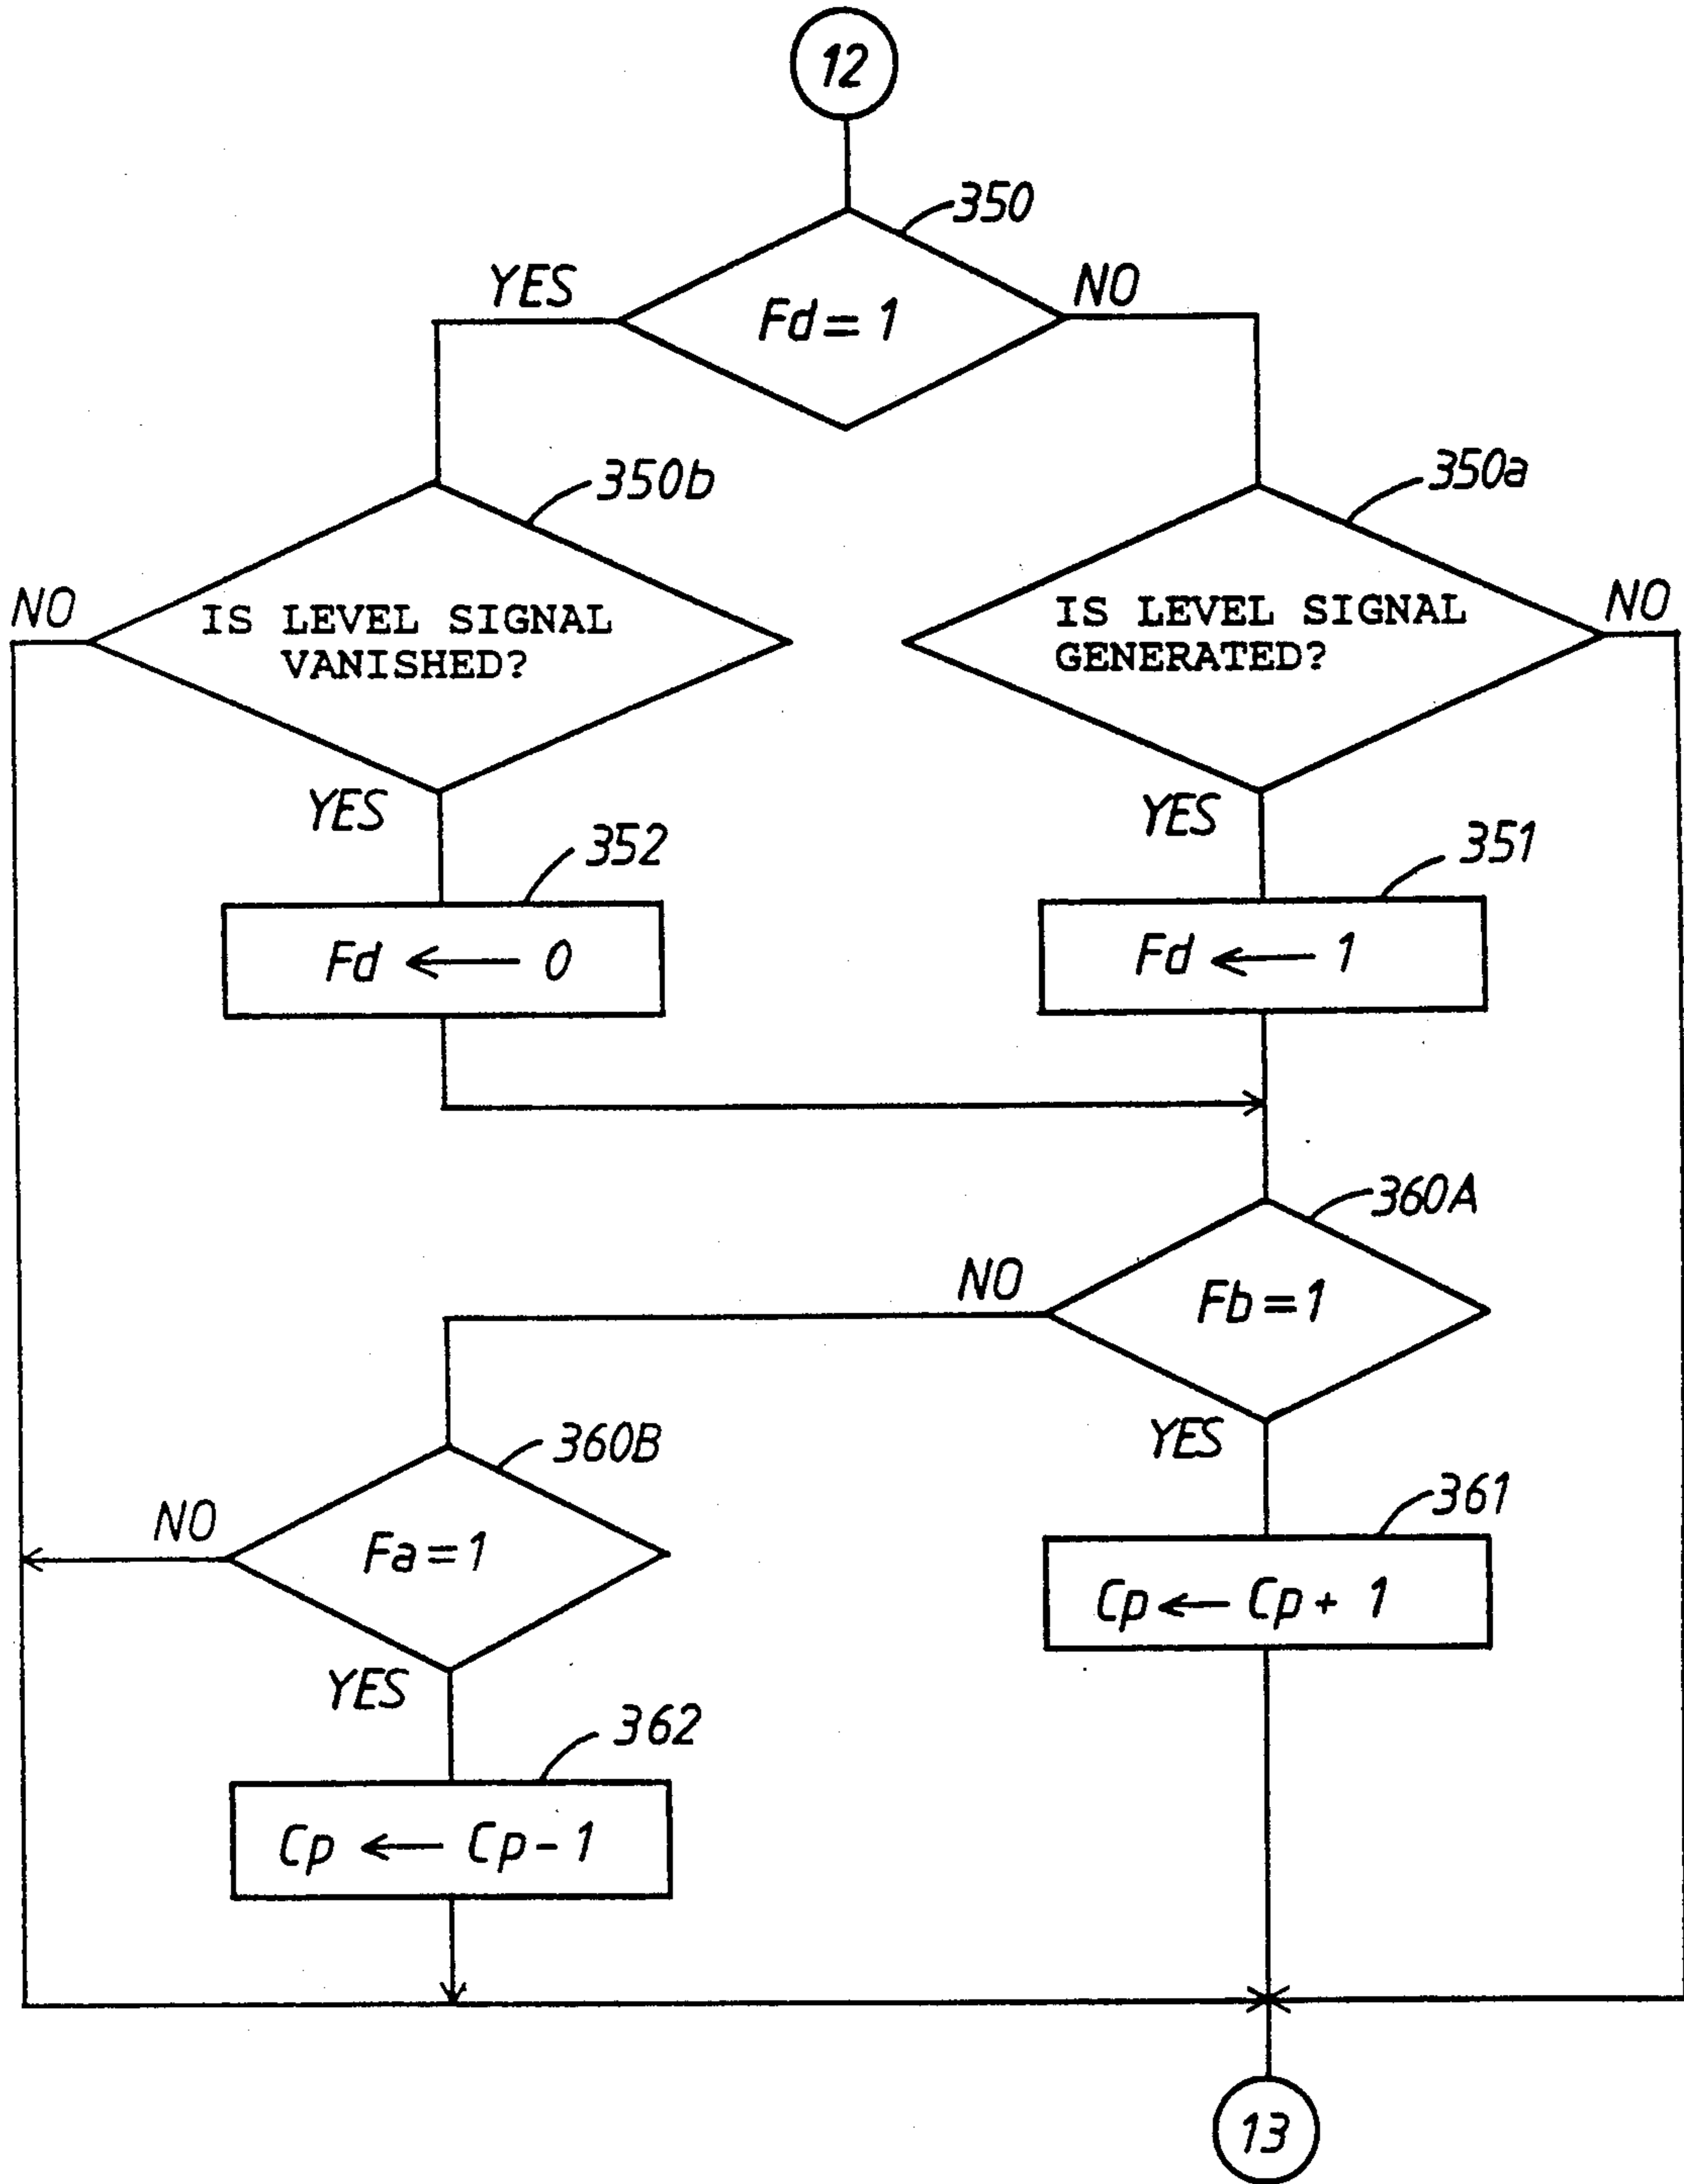 12
350
YES
NO
Fd = 1
350b
350a
NO
IS LEVEL SIGNAL
VANISHED?
IS LEVEL SIGNAL
GENERATED?
NO
YES
YES
352
351
Fd ← 0
Fd ← 1
360A
NO
Fb = 1
YES
360B
361
NO
Fa = 1
Cp ← Cp + 1
YES
362
Cp ← Cp - 1
13